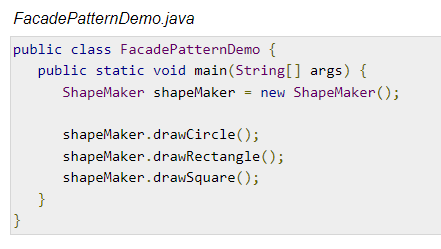 FacadePatternDemo.java
public class FacadePatternDemo {
   public static void main(String[] args) {
      ShapeMaker shapeMaker = new ShapeMaker();

      shapeMaker.drawCircle();
      shapeMaker.drawRectangle();
      shapeMaker.drawSquare();
   }
}